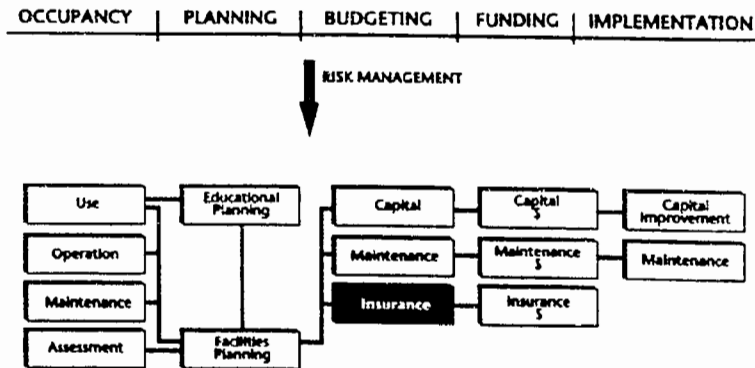 OCCUPANCY PLANNING BUDGETING FUNDING IMPLEMENTATION
RISK MANAGEMENT
Use
Educational
Planning
Capital
Capital
$
Capital
Improvement
Operation
Maintenance
Maintenance
$
Maintenance
Maintenance
Insurance
Insurance
$
Assessment
Facilities
Planning